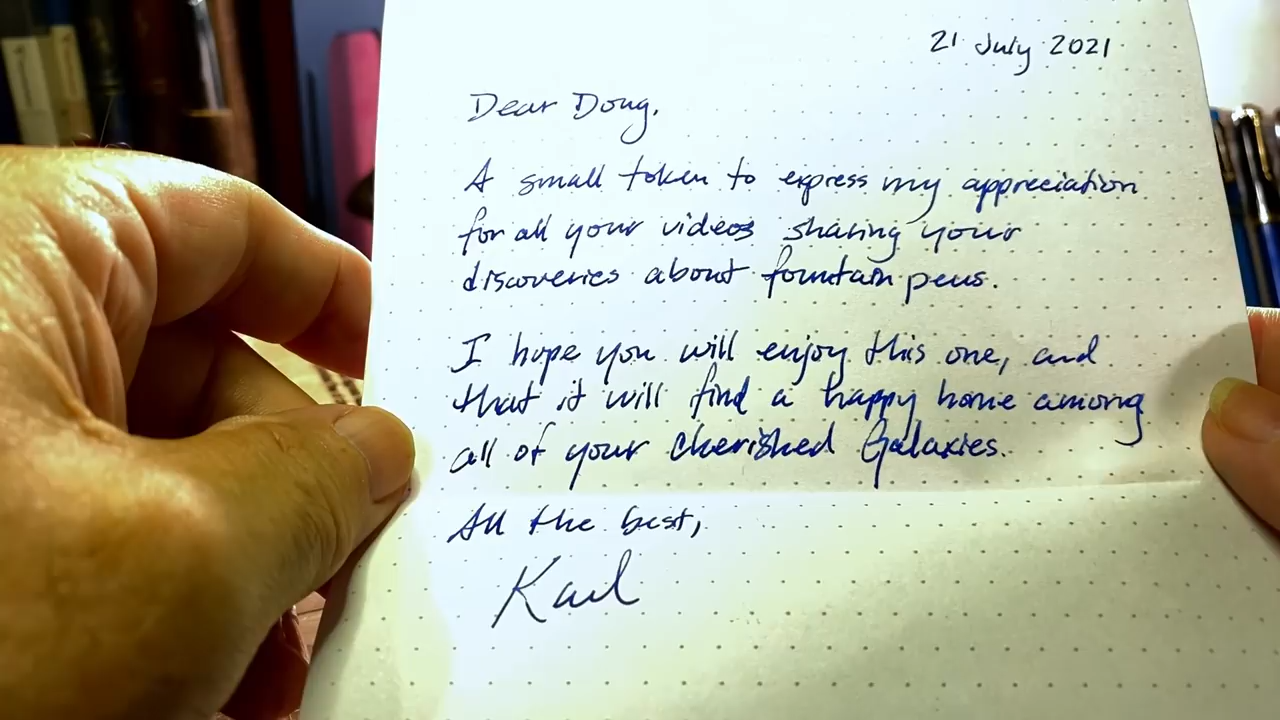 21 July 2021
Dear Doug,
A small token to express my appreciation
for all your videos sharing your
discoveries about fountain pens.
I hope you will enjoy this one, and
that it will find a happy home among
all of your cherished Galaxies.
All the best,
Karl